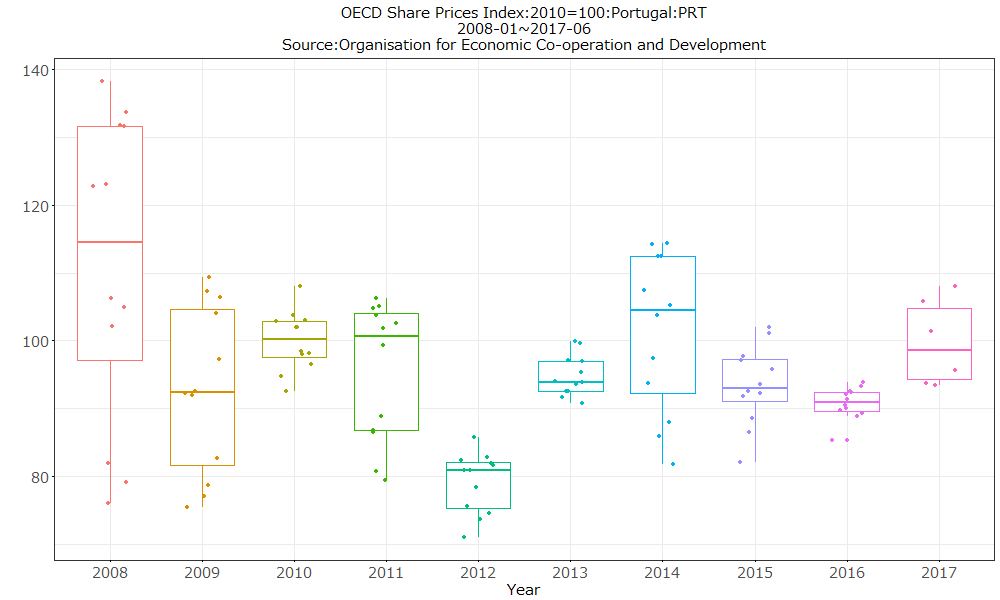 OECD Share Prices Index:2010=100:Portugal:PRT
2008-01~2017-06
Source:Organisation for Economic Co-operation and Development
140
120
100
80
2008 2009 2010 2011 2012 2013 2014 2015 2016 2017
Year